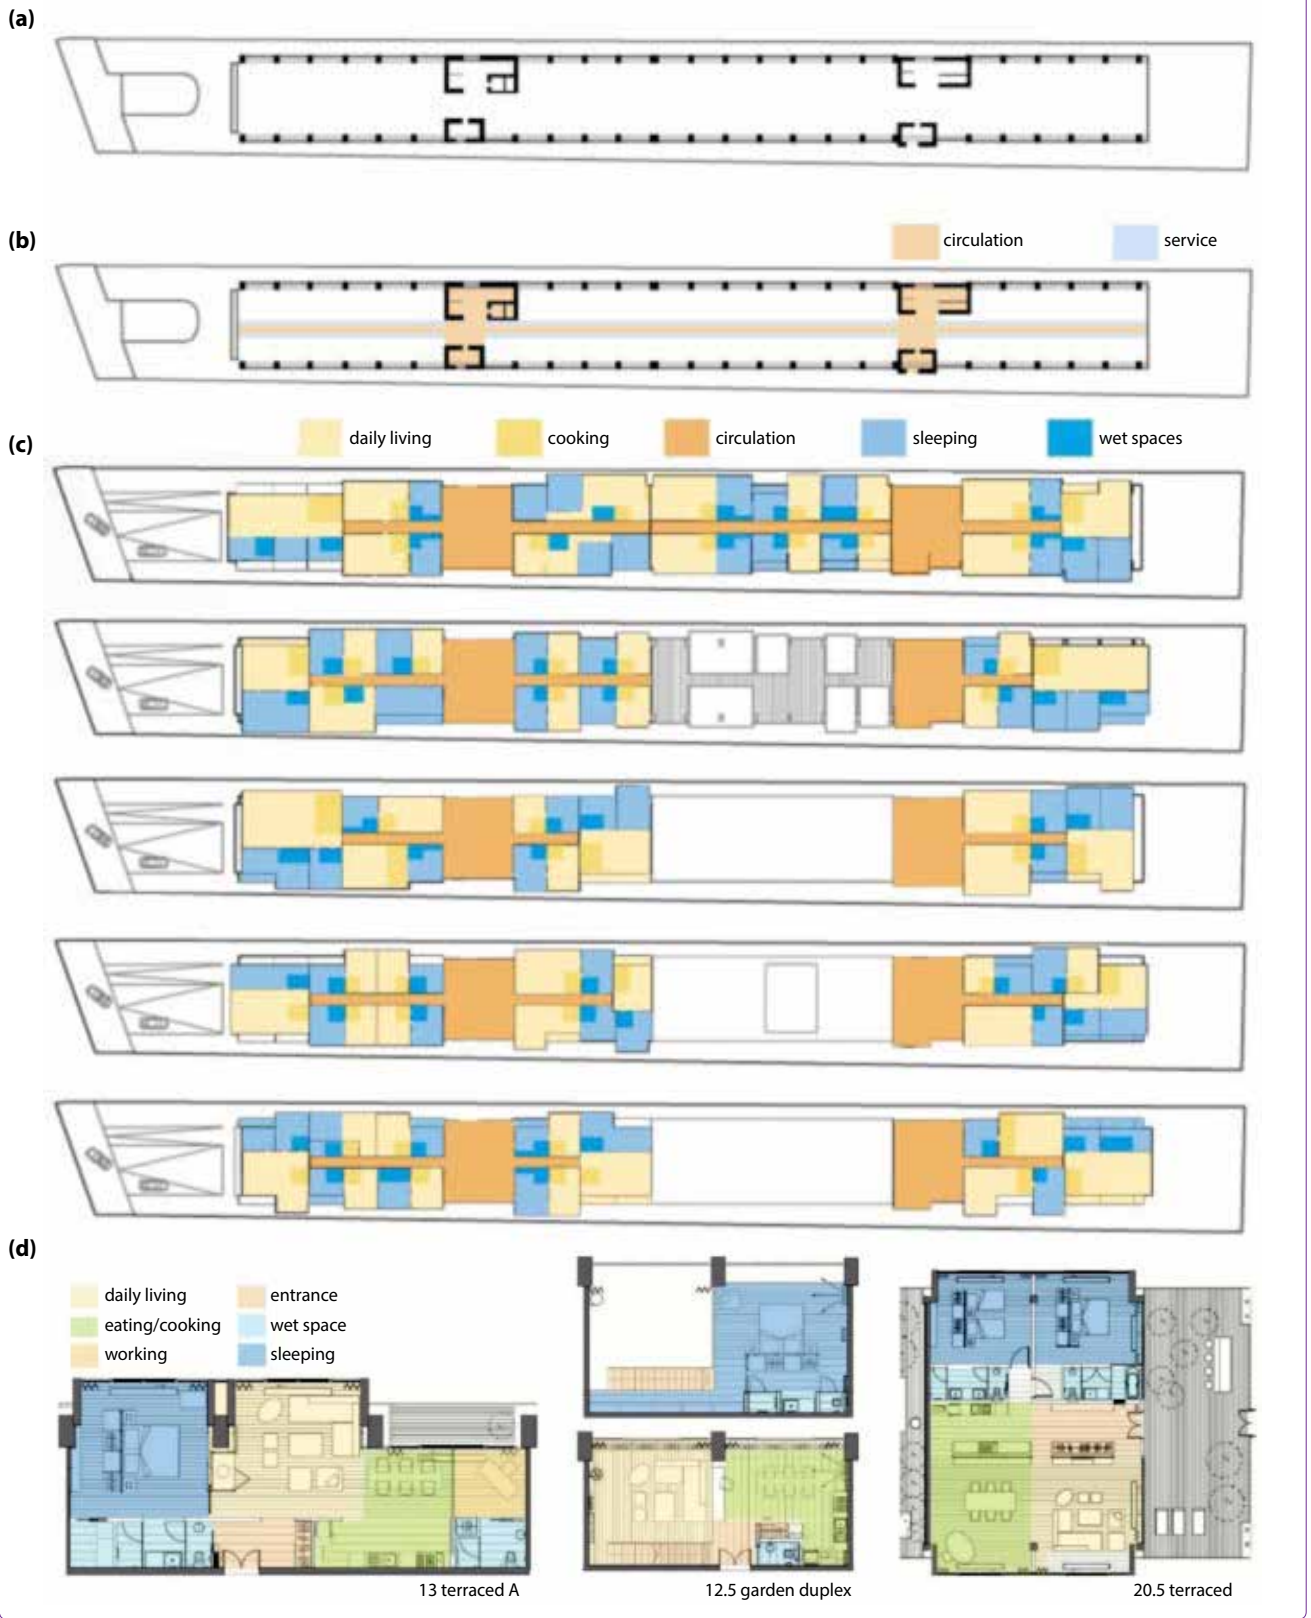 (a)
(b)
circulation
service
(c)
daily living
cooking
circulation
sleeping
wet spaces
(d)
daily living
entrance
eating/cooking
wet space
working
sleeping
13 terraced A
12.5 garden duplex
20.5 terraced